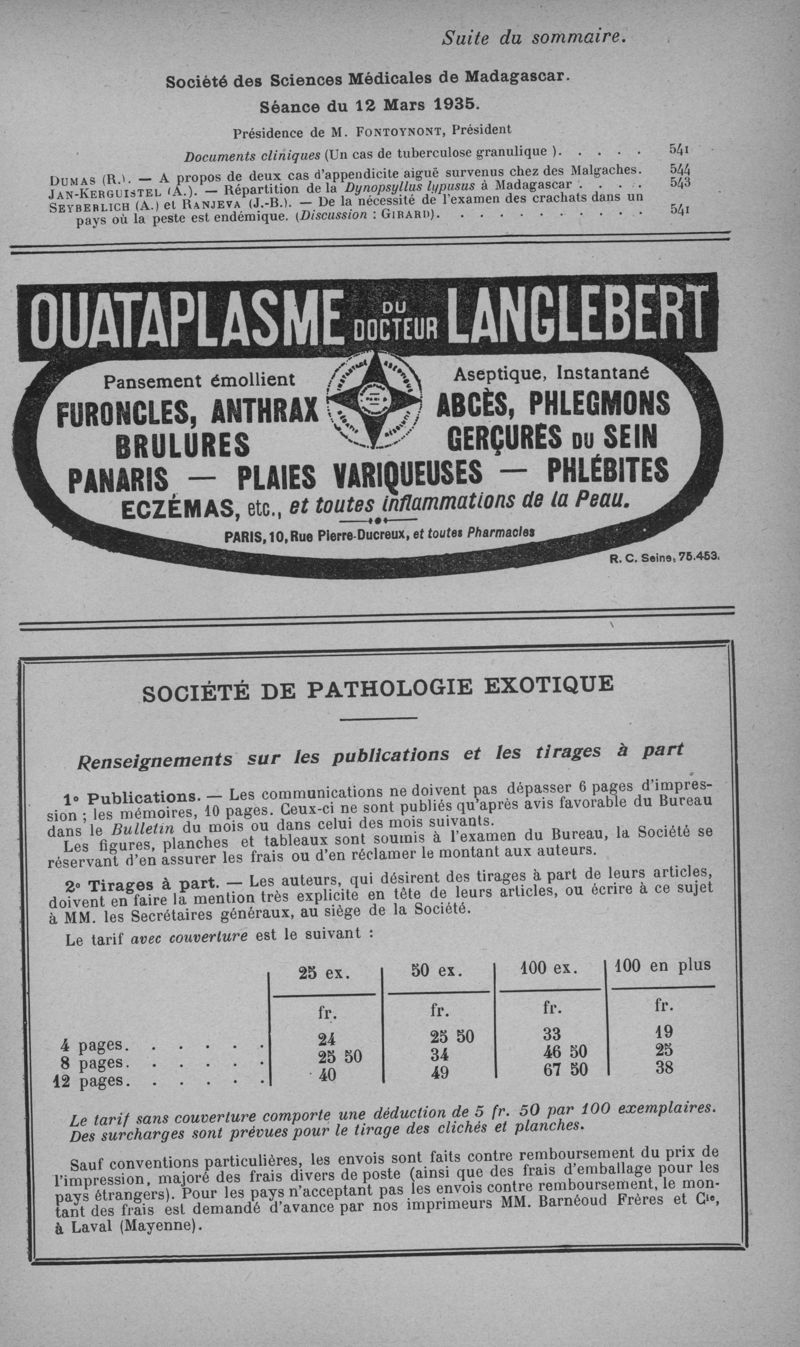 Suite du sommaire.
Société des Sciences Médicales de Madagascar.
Séance du 12 Mars 1935.
Présidence de M. FONTOYNONT, Président
Documents cliniques (Un cas de tuberculose granulique ). . . . . 541
DUMAS (R.). — A propos de deux cas d'appendicite aiguë survenus chez des Malgaches. 544
JAN-KERGUISTEL (A.). — Répartition de la Dynopsyllus lypusus à Madagascar . . . . . 543
SEYBERLICH (A.) et RANJEVA (J.-B.). — De la nécessité de l'examen des crachats dans un
pays où la peste est endémique. (Discussion : GIRARD). . . . . . . . . . . 541
OUATAPLASME DU DOCTEUR LANGLEBERT
Pansement émollient
Aseptique, Instantané
FURONCLES, ANTHRAX
ABCÈS, PHLEGMONS
BRULURES
GERÇURES DU SEIN
PANARIS — PLAIES VARIQUEUSES — PHLÉBITES
ECZÉMAS, etc., et toutes inflammations de la Peau.
PARIS, 10, Rue Pierre-Ducreux, et toutes Pharmacies
R. C. Seine, 75.453.
SOCIÉTÉ DE PATHOLOGIE EXOTIQUE
Renseignements sur les publications et les tirages à part
1° Publications. — Les communications ne doivent pas dépasser 6 pages d'impres-
sion ; les mémoires, 10 pages. Ceux-ci ne sont publiés qu'après avis favorable du Bureau
dans le Bulletin du mois ou dans celui des mois suivants.
Les figures, planches et tableaux sont soumis à l'examen du Bureau, la Société se
réservant d'en assurer les frais ou d'en réclamer le montant aux auteurs.
2° Tirages à part. — Les auteurs, qui désirent des tirages à part de leurs articles,
doivent en faire la mention très explicite en tête de leurs articles, ou écrire à ce sujet
à MM. les Secrétaires généraux, au siège de la Société.
Le tarif avec couverture est le suivant :
25 ex. 50 ex. 100 ex. 100 en plus
fr. fr. fr. fr.
4 pages. . . . . . 24 25 50 33 19
8 pages. . . . . . 25 50 34 46 50 25
12 pages. . . . . . 40 49 67 50 38
Le tarif sans couverture comporte une déduction de 5 fr. 50 par 100 exemplaires.
Des surcharges sont prévues pour le tirage des clichés et planches.
Sauf conventions particulières, les envois sont faits contre remboursement du prix de
l'impression, majoré des frais divers de poste (ainsi que des frais d'emballage pour les
pays étrangers). Pour les pays n'acceptant pas les envois contre remboursement, le mon-
tant des frais est demandé d'avance par nos imprimeurs MM. Barnéoud Frères et Cie,
à Laval (Mayenne).